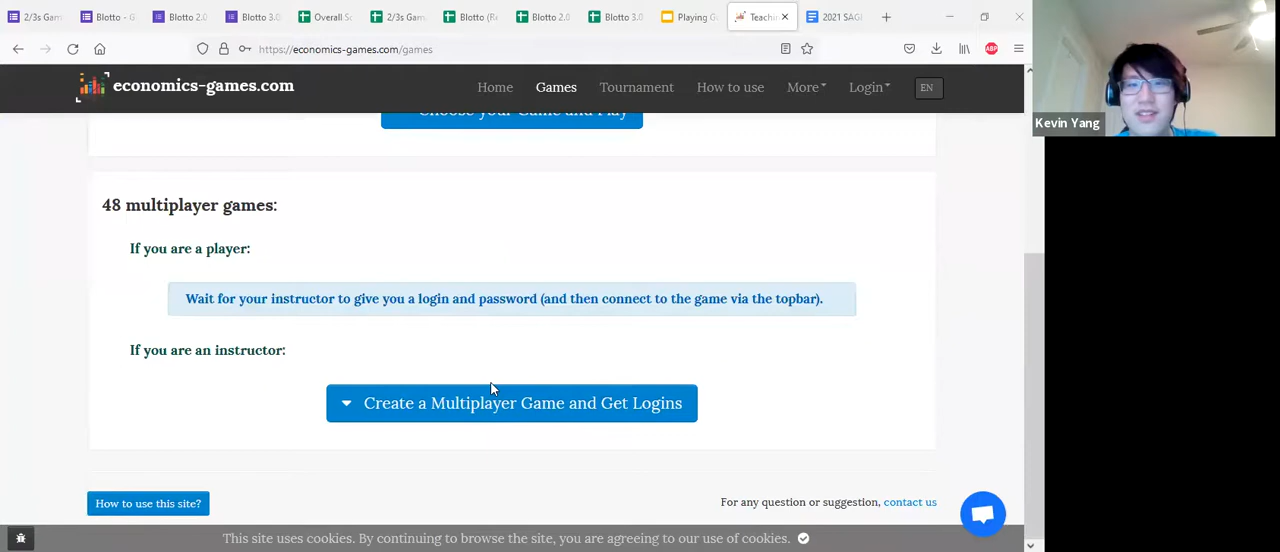 2/3s Gam
Blotto - G
Blotto 2.0
Blotto 3.0
Overall Sc
2/3s Gam
Blotto (Re
Blotto 2.0
Blotto 3.0
Playing G
Teachi
2021 SAGE
https://economics-games.com/games
ABP
economics-games.com
Home Games Tournament How to use More Login EN
Choose your Game and Play
Kevin Yang
48 multiplayer games:
If you are a player:
Wait for your instructor to give you a login and password (and then connect to the game via the topbar).
If you are an instructor:
Create a Multiplayer Game and Get Logins
How to use this site?
For any question or suggestion, contact us
This site uses cookies. By continuing to browse the site, you are agreeing to our use of cookies.